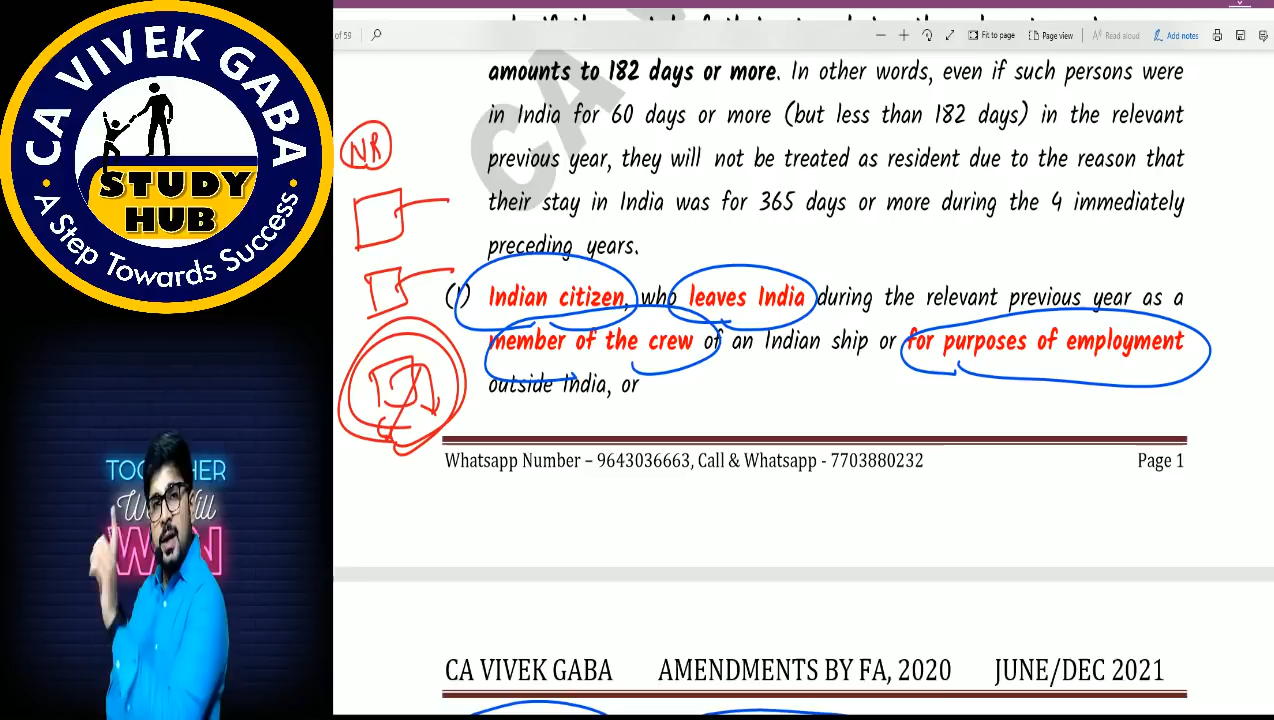 CA VIVEK GABA
STUDY
HUB
A Step Towards Success
of 59
Fit to page
Page view
Read aloud
Add notes
amounts to 182 days or more. In other words, even if such persons were
in India for 60 days or more (but less than 182 days) in the relevant
previous year, they will not be treated as resident due to the reason that
their stay in India was for 365 days or more during the 4 immediately
preceding years.
NR
(1) Indian citizen, who leaves India during the relevant previous year as a
member of the crew of an Indian ship or for purposes of employment
outside India, or
Whatsapp Number – 9643036663, Call & Whatsapp - 7703880232
Page 1
CA VIVEK GABA AMENDMENTS BY FA, 2020 JUNE/DEC 2021